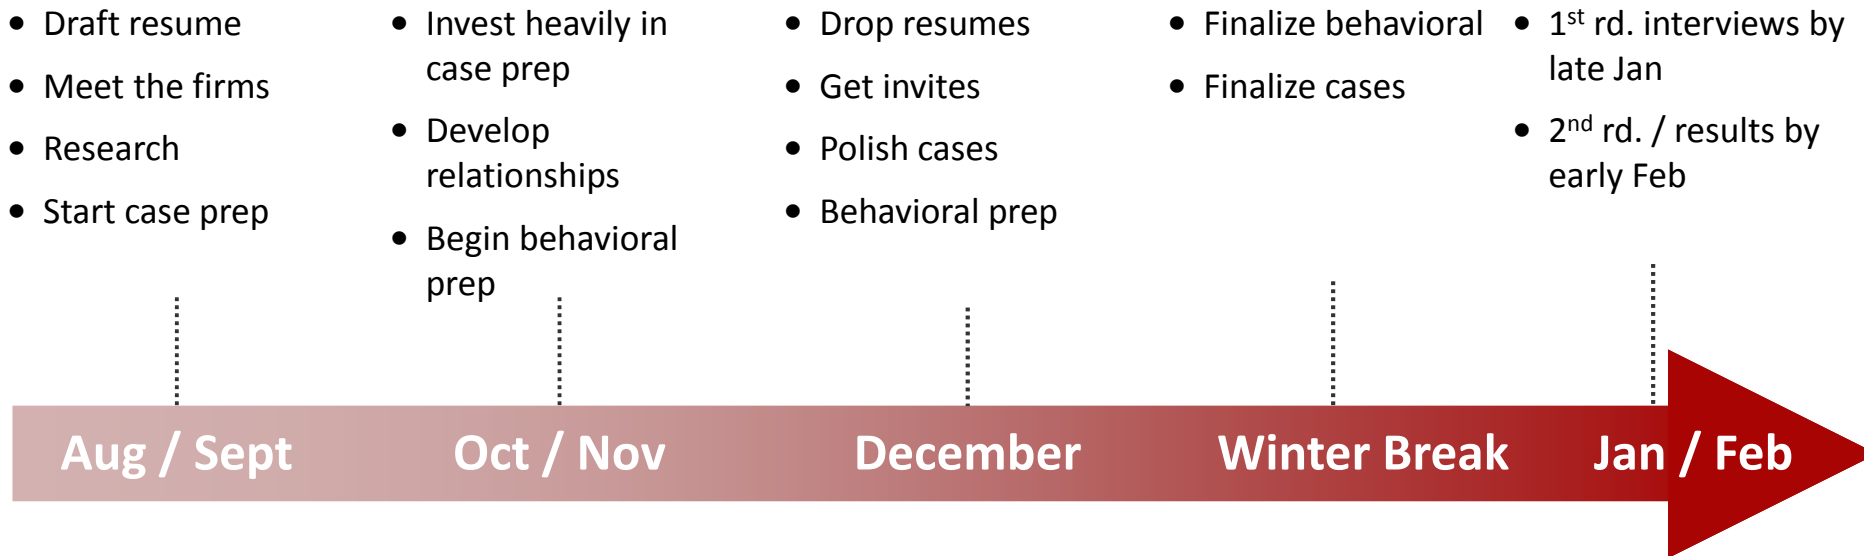 • Draft resume
• Meet the firms
• Research
• Start case prep
• Invest heavily in
case prep
• Develop
relationships
• Begin behavioral
prep
• Drop resumes
• Get invites
• Polish cases
• Behavioral prep
• Finalize behavioral
• Finalize cases
• 1st rd. interviews by
late Jan
• 2nd rd. / results by
early Feb
Aug / Sept
Oct / Nov
December
Winter Break
Jan / Feb